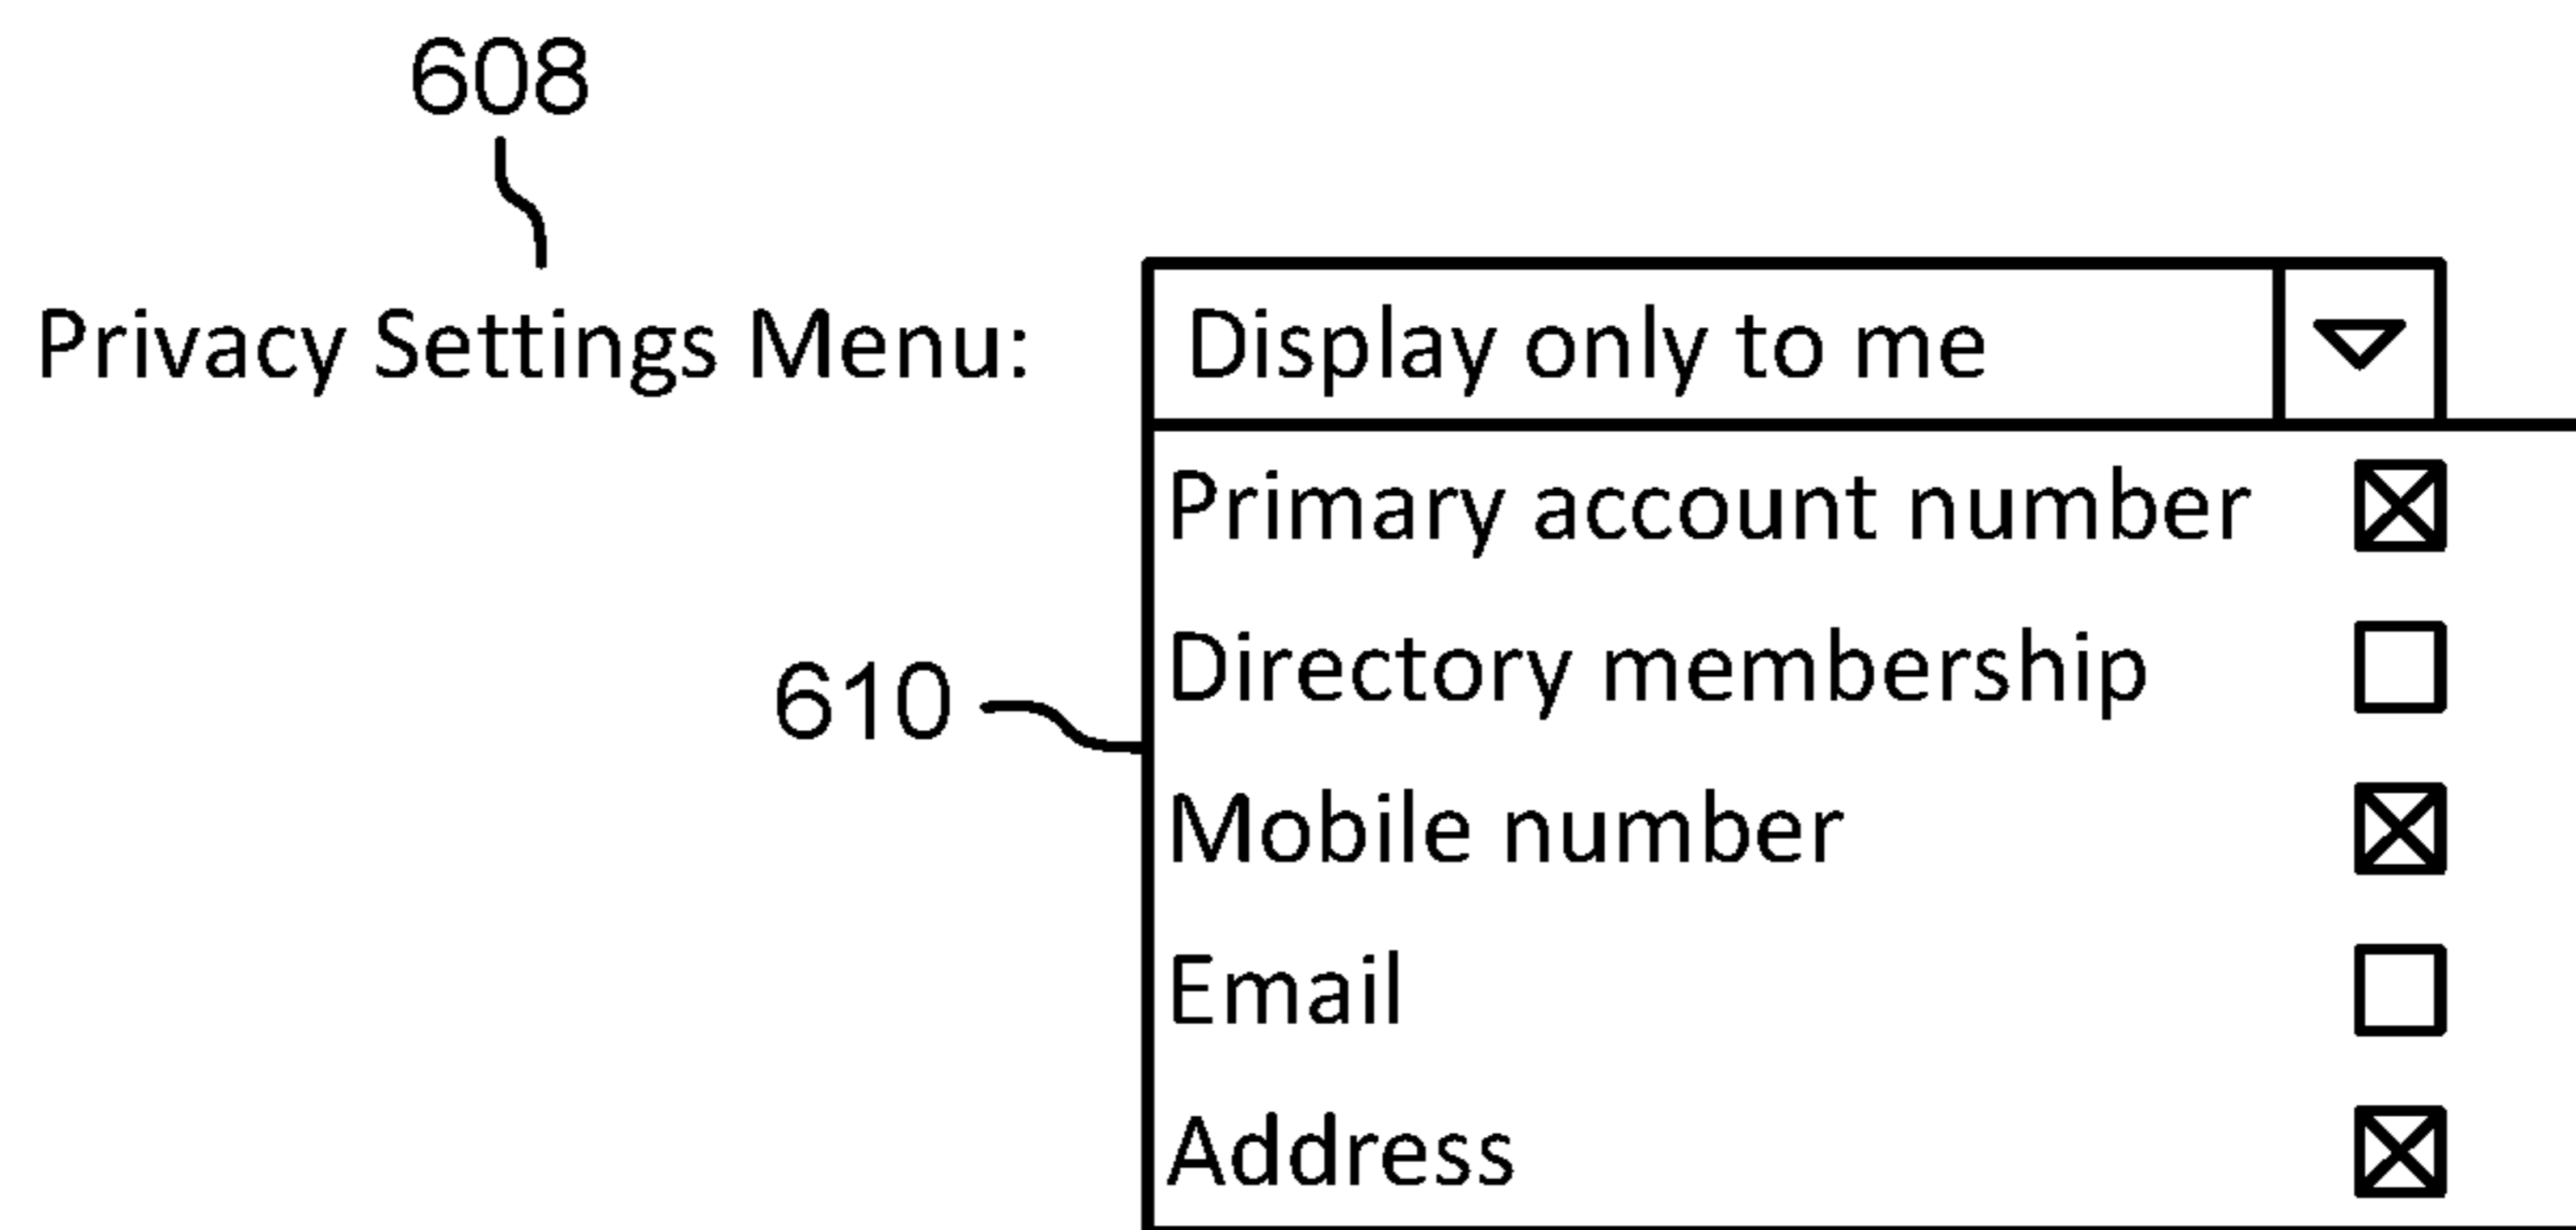 608
Privacy Settings Menu: Display only to me
Primary account number
Directory membership
610
Mobile number
Email
Address